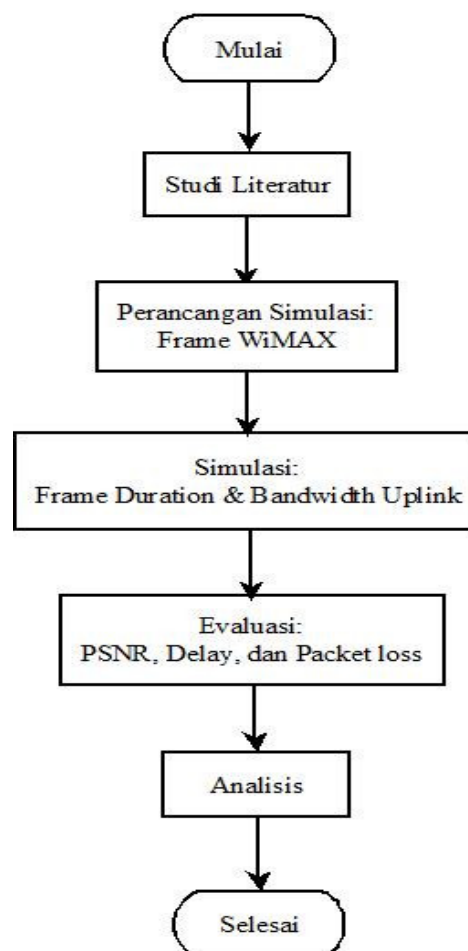 Mulai
Studi Literatur
Perancangan Simulasi:
Frame WiMAX
Simulasi:
Frame Duration & Bandwidth Uplink
Evaluasi:
PSNR, Delay, dan Packet loss
Analisis
Selesai